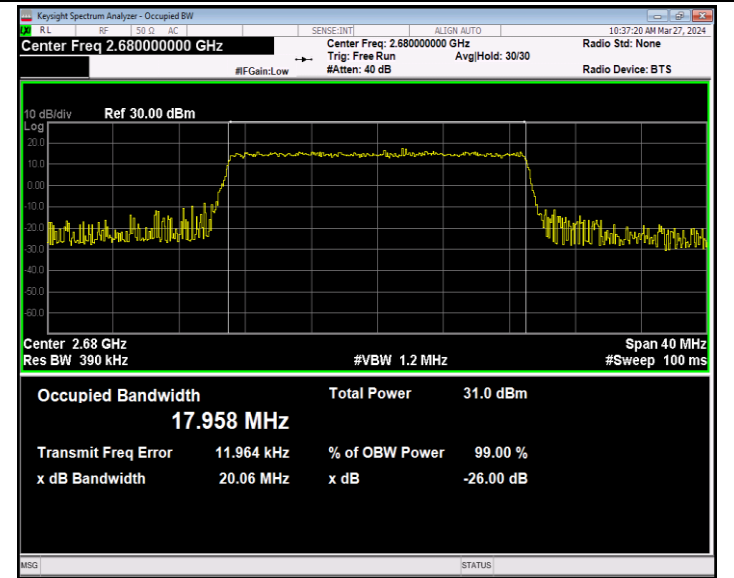 Keysight Spectrum Analyzer - Occupied BW
RL RF 50 Ω AC SENSE:INT ALIGN AUTO 10:37:20 AM Mar 27, 2024
Center Freq 2.680000000 GHz Center Freq: 2.680000000 GHz Radio Std: None
Trig: Free Run Avg|Hold: 30/30
#IFGain:Low #Atten: 40 dB Radio Device: BTS
10 dB/div Ref 30.00 dBm
Log
20.0
10.0
0.00
-10.0
-20.0
-30.0
-40.0
-50.0
-60.0
Center 2.68 GHz Span 40 MHz
Res BW 390 kHz #VBW 1.2 MHz #Sweep 100 ms
Occupied Bandwidth Total Power 31.0 dBm
17.958 MHz
Transmit Freq Error 11.964 kHz % of OBW Power 99.00 %
x dB Bandwidth 20.06 MHz x dB -26.00 dB
MSG STATUS